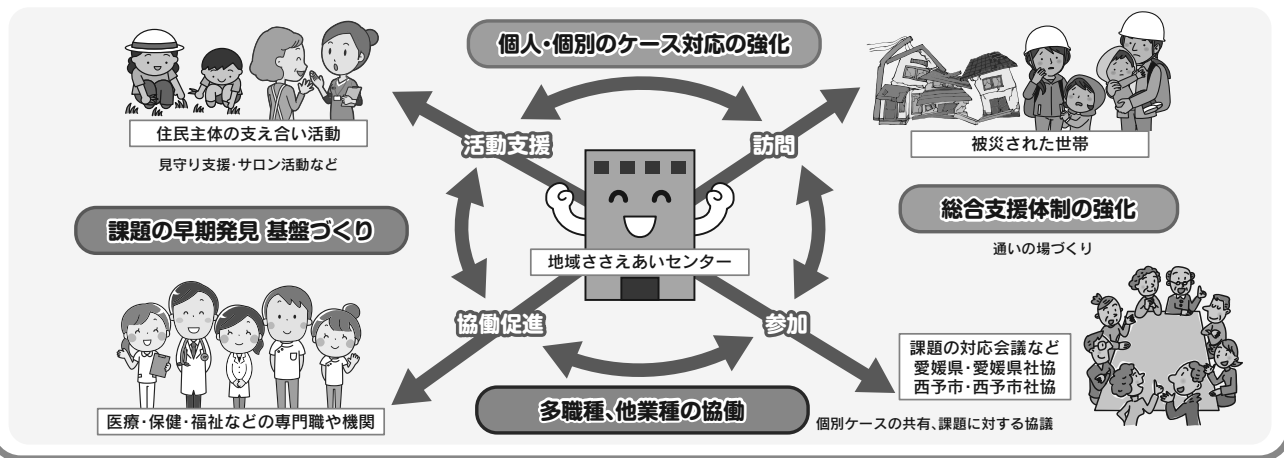 個人・個別のケース対応の強化
住民主体の支え合い活動
見守り支援・サロン活動など
活動支援
訪問
被災された世帯
課題の早期発見 基盤づくり
総合支援体制の強化
通いの場づくり
地域ささえあいセンター
協働促進
参加
課題の対応会議など
愛媛県・愛媛県社協
西予市・西予市社協
医療・保健・福祉などの専門職や機関
多職種、他業種の協働
個別ケースの共有、課題に対する協議